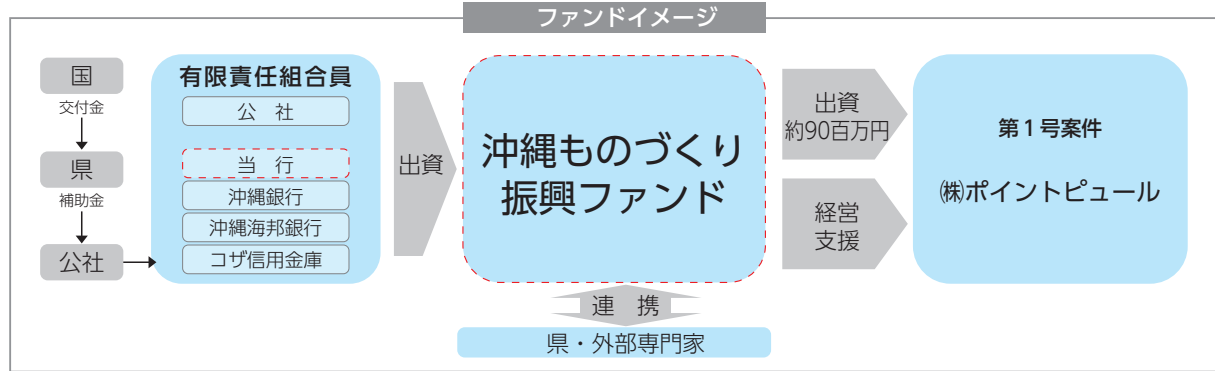 ファンドイメージ
国
交付金
県
補助金
公社
有限責任組合員
公　社
当　行
沖縄銀行
沖縄海邦銀行
コザ信用金庫
出資
沖縄ものづくり
振興ファンド
連　携
県・外部専門家
出資
約90百万円
経営
支援
第1号案件
㈱ポイントピュール